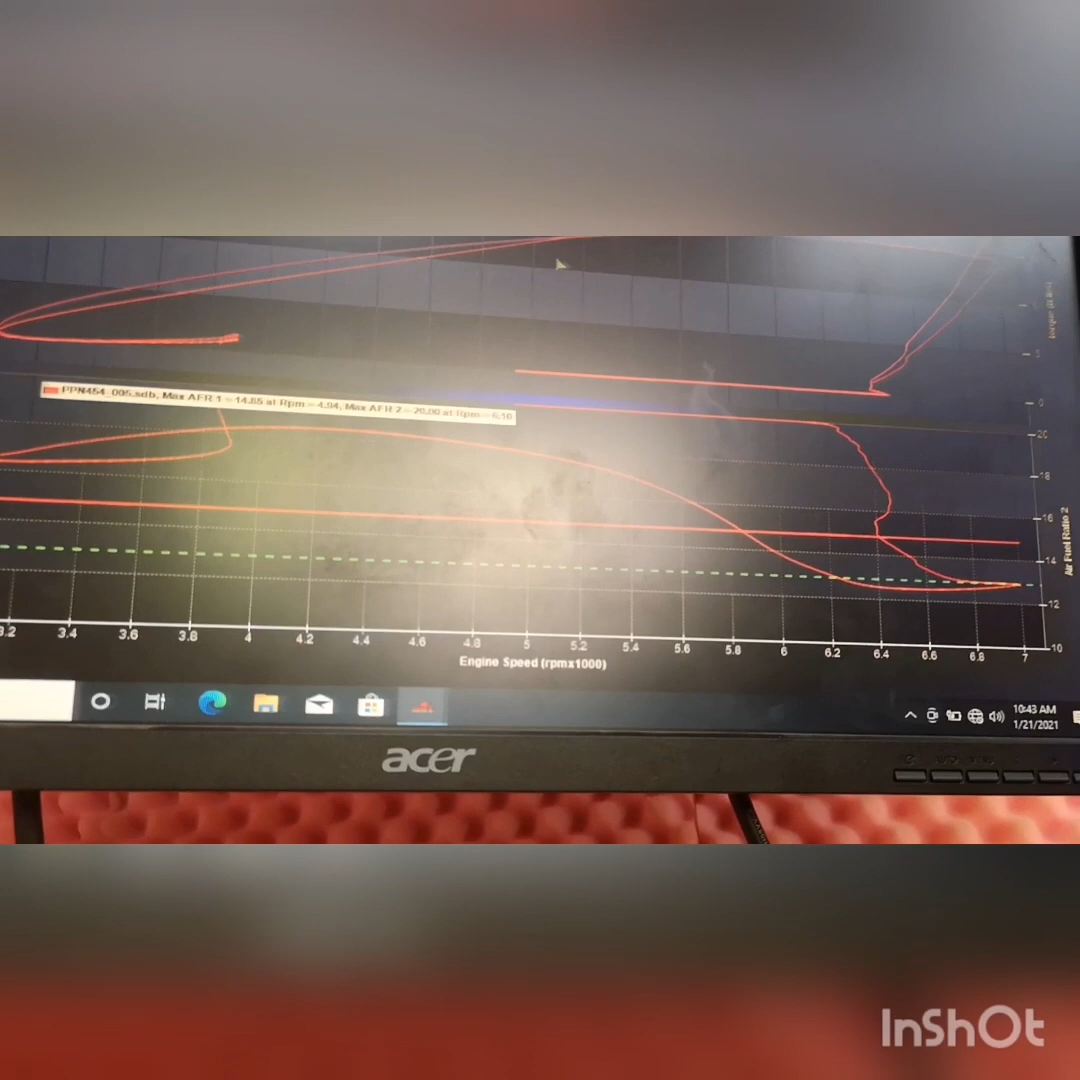 0
PPN454_005.sdb, Max AFR 1 = 14.85 at Rpm = 4.94, Max AFR 2 = 20.00 at Rpm = 6.10
20
18
16
14
12
10
Air Fuel Ratio 2
3.2 3.4 3.6 3.8 4 4.2 4.4 4.6 4.8 5 5.2 5.4 5.6 5.8 6 6.2 6.4 6.6 6.8 7
Engine Speed (rpmx1000)
10:43 AM
1/21/2021
acer
InShOt